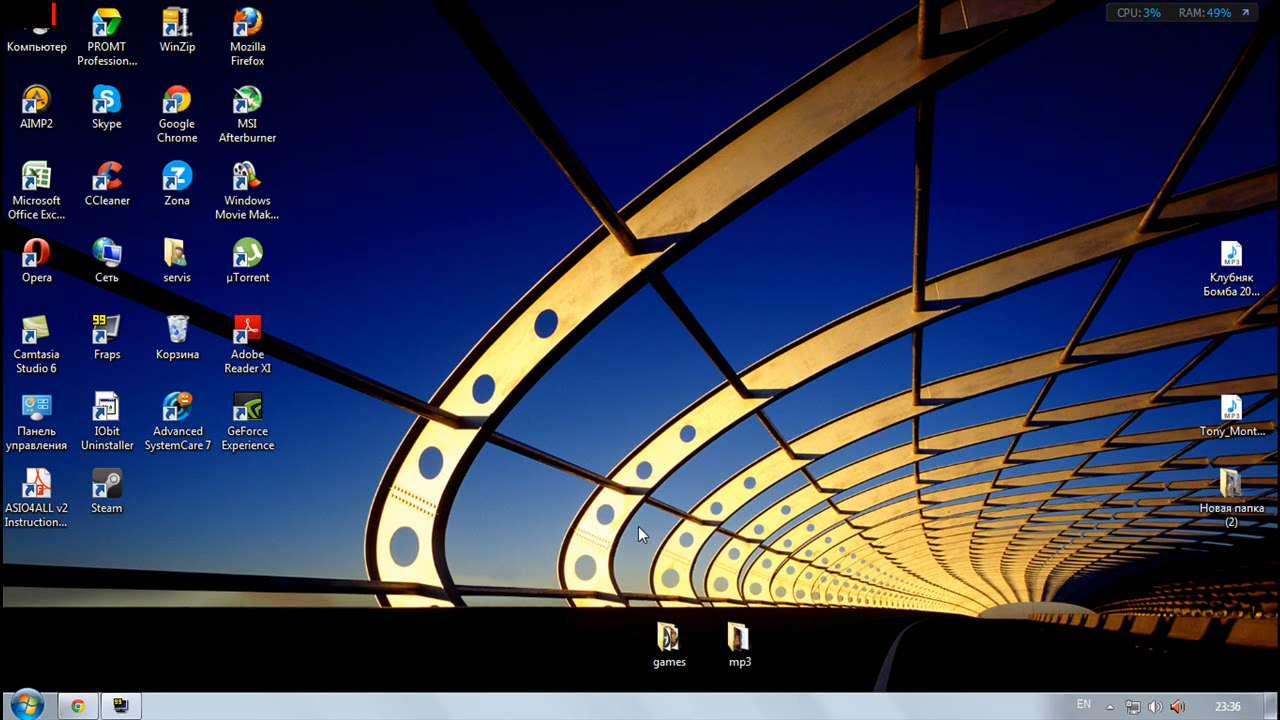 CPU:3% RAM:49%
Компьютер
PROMT
Profession...
WinZip
Mozilla
Firefox
AIMP2
Skype
Google
Chrome
MSI
Afterburner
Microsoft
Office Exc...
CCleaner
Zona
Windows
Movie Mak...
Opera
Сеть
servis
µTorrent
Клубняк
Бомба 20...
Camtasia
Studio 6
99
Fraps
Корзина
Adobe
Reader XI
Панель
управления
IObit
Uninstaller
Advanced
SystemCare 7
GeForce
Experience
MP3
Tony_Mont...
ASIO4ALL v2
Instruction...
Steam
Новая папка
(2)
games
mp3
EN
23:36